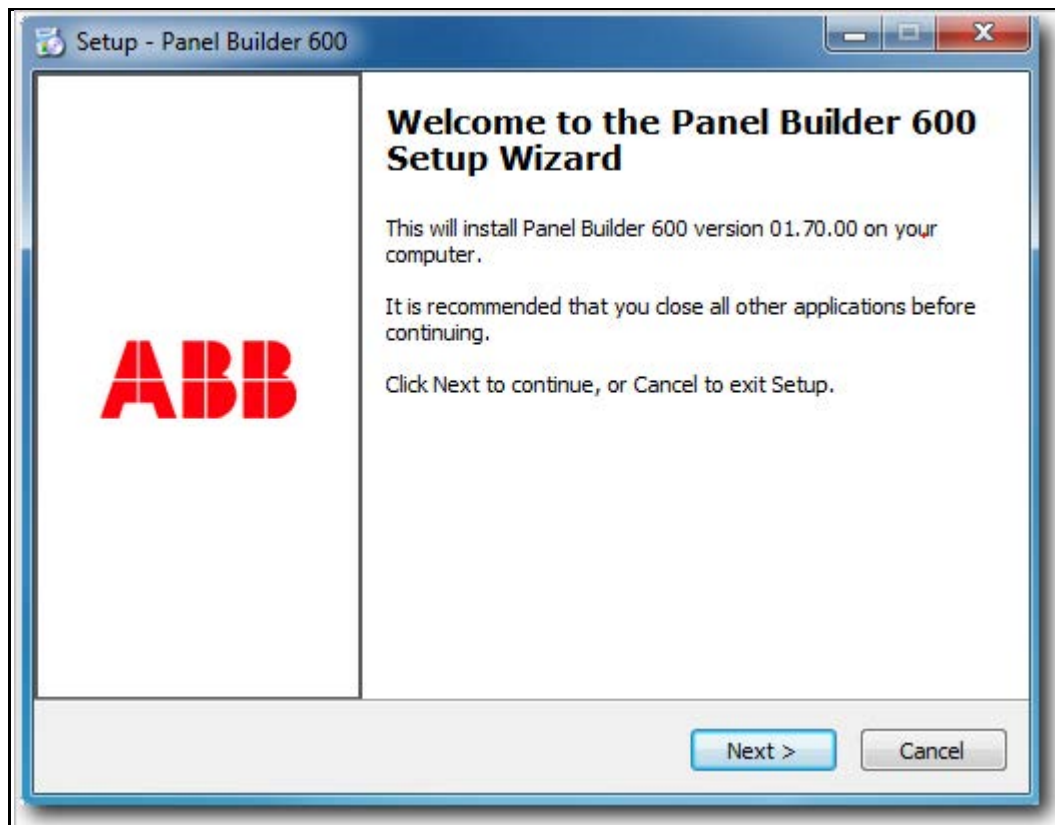 Setup - Panel Builder 600
Welcome to the Panel Builder 600
Setup Wizard
This will install Panel Builder 600 version 01.70.00 on your
computer.
It is recommended that you close all other applications before
continuing.
Click Next to continue, or Cancel to exit Setup.
ABB
Next >
Cancel